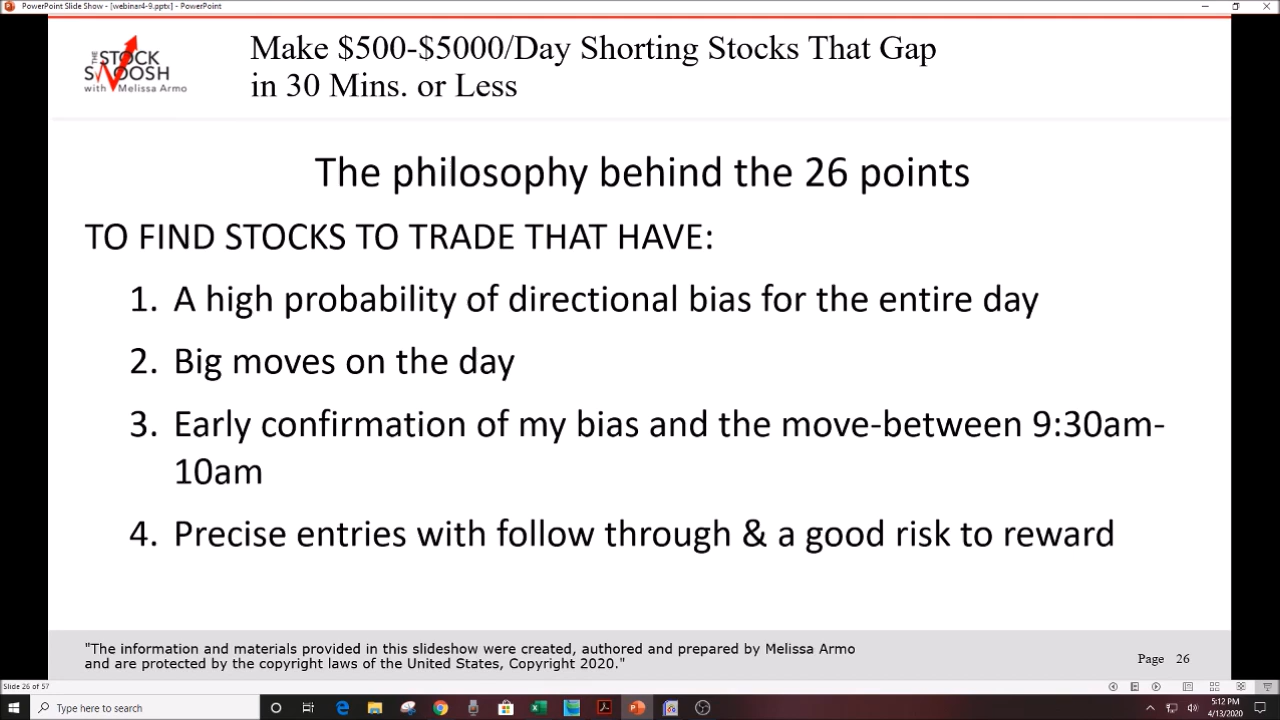 PowerPoint Slide Show - [webinar4-9.pptx] - PowerPoint
THE
STOCK
SWOOSH
with Melissa Armo
Make $500-$5000/Day Shorting Stocks That Gap
in 30 Mins. or Less
The philosophy behind the 26 points
TO FIND STOCKS TO TRADE THAT HAVE:
1. A high probability of directional bias for the entire day
2. Big moves on the day
3. Early confirmation of my bias and the move-between 9:30am-
10am
4. Precise entries with follow through & a good risk to reward
"The information and materials provided in this slideshow were created, authored and prepared by Melissa Armo
and are protected by the copyright laws of the United States, Copyright 2020."
Page 26
Slide 26 of 57
Type here to search
5:12 PM
4/13/2020